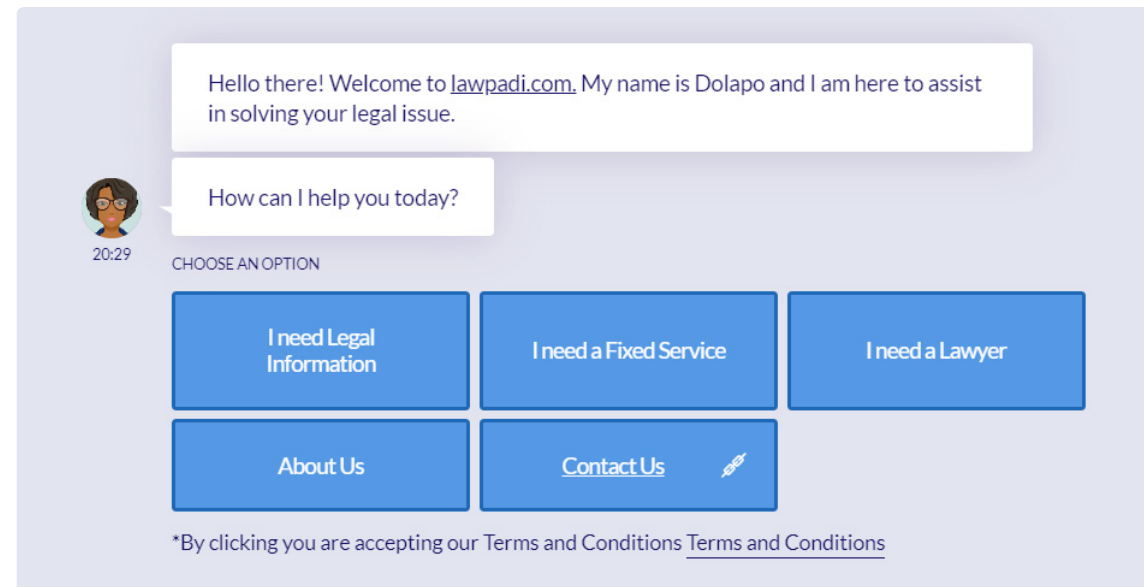 Hello there! Welcome to lawpadi.com. My name is Dolapo and I am here to assist
in solving your legal issue.
How can I help you today?
20:29
CHOOSE AN OPTION
I need Legal
Information
I need a Fixed Service
I need a Lawyer
About Us
Contact Us
*By clicking you are accepting our Terms and Conditions Terms and Conditions